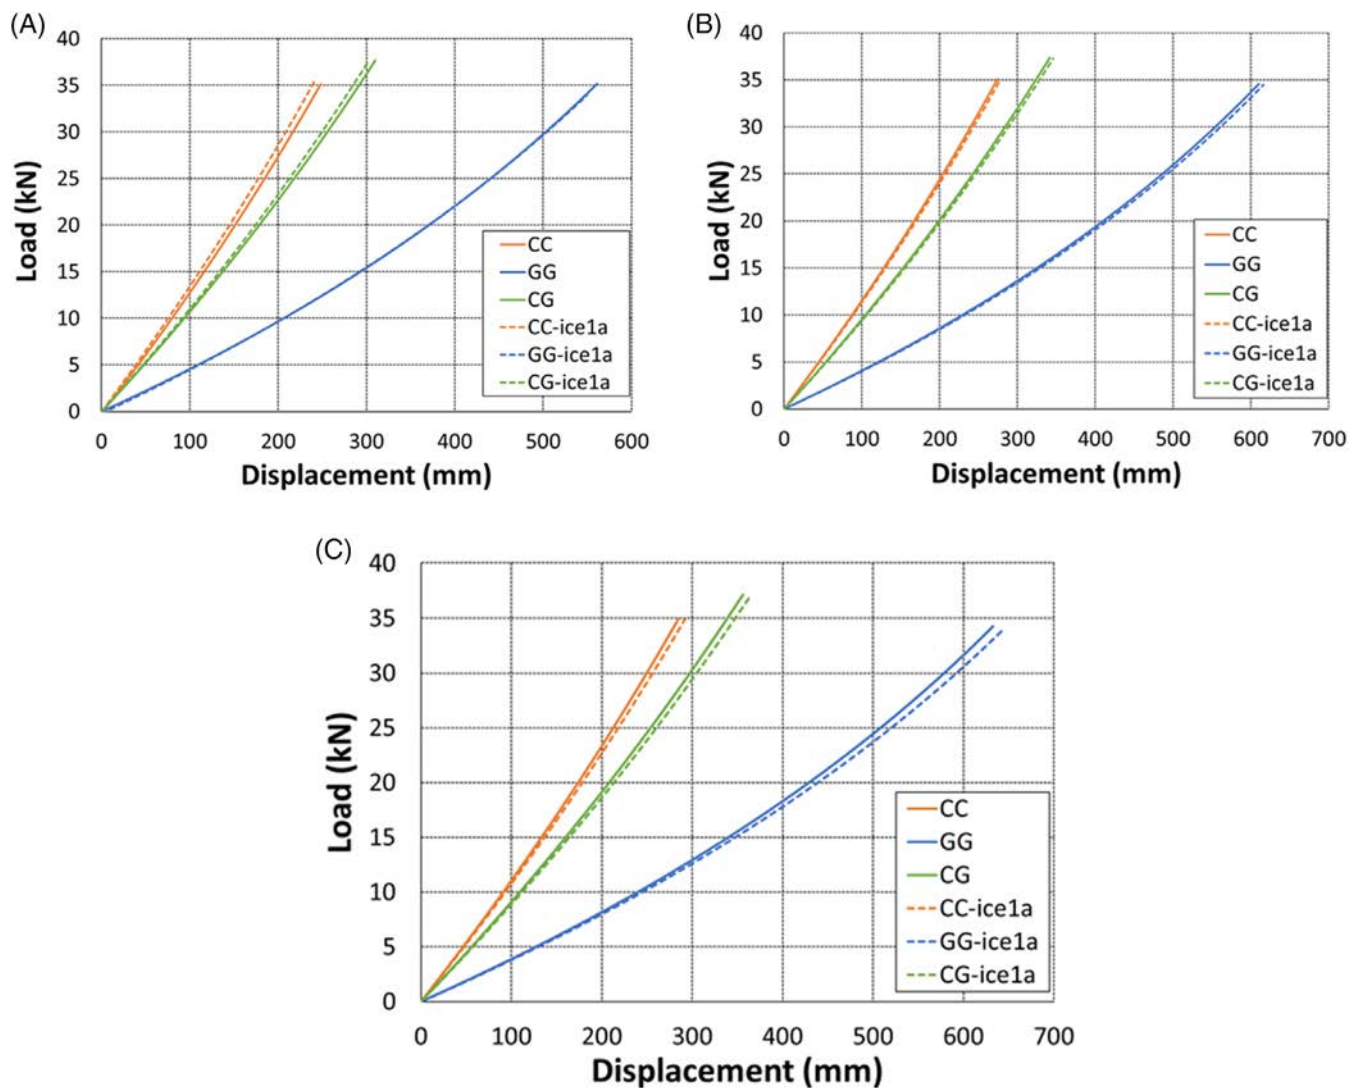 (A)
40
35
30
25
20
15
10
5
0
Load (kN)
CC
GG
CG
CC-ice1a
GG-ice1a
CG-ice1a
0 100 200 300 400 500 600
Displacement (mm)
(B)
40
35
30
25
20
15
10
5
0
Load (kN)
CC
GG
CG
CC-ice1a
GG-ice1a
CG-ice1a
0 100 200 300 400 500 600 700
Displacement (mm)
(C)
40
35
30
25
20
15
10
5
0
Load (kN)
CC
GG
CG
CC-ice1a
GG-ice1a
CG-ice1a
0 100 200 300 400 500 600 700
Displacement (mm)